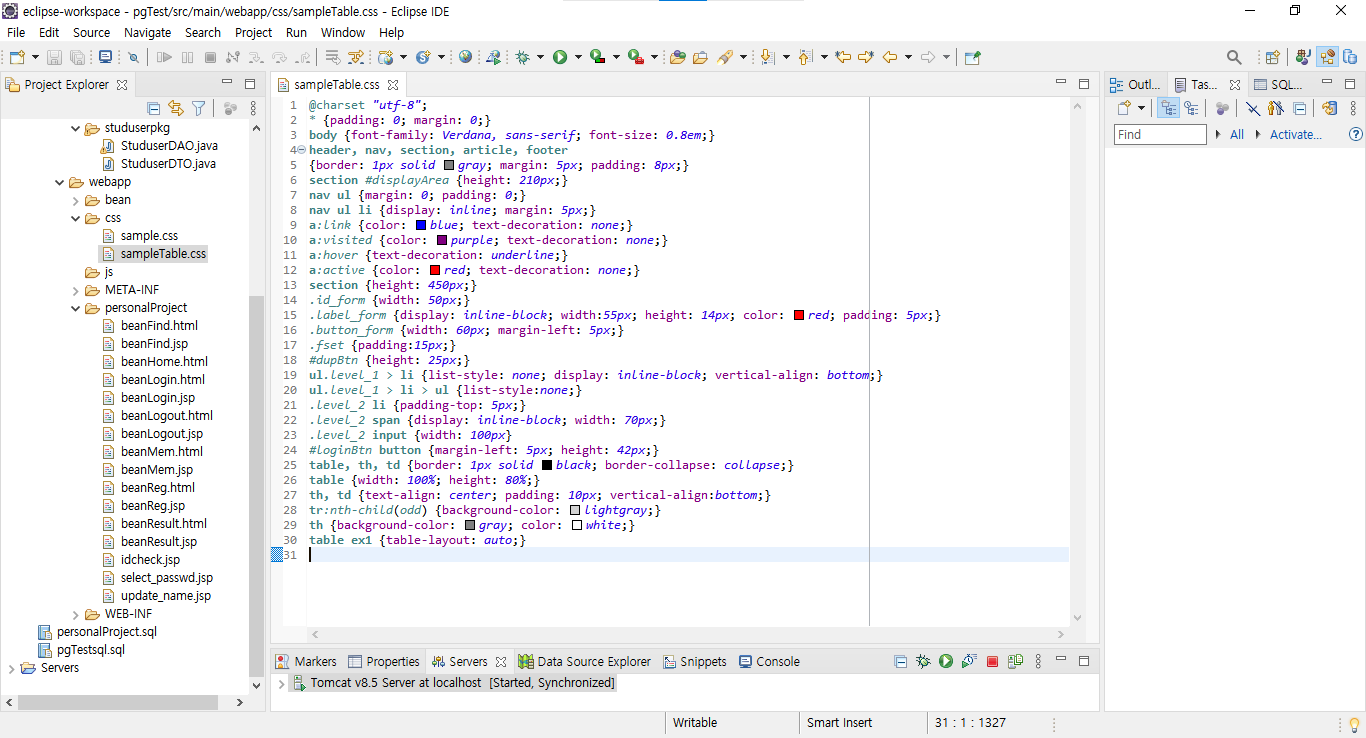 eclipse-workspace - pgTest/src/main/webapp/css/sampleTable.css - Eclipse IDE
File Edit Source Navigate Search Project Run Window Help
Project Explorer
studuserpkg
StuduserDAO.java
StuduserDTO.java
webapp
bean
css
sample.css
sampleTable.css
js
META-INF
personalProject
beanFind.html
beanFind.jsp
beanHome.html
beanLogin.html
beanLogin.jsp
beanLogout.html
beanLogout.jsp
beanMem.html
beanMem.jsp
beanReg.html
beanReg.jsp
beanResult.html
beanResult.jsp
idcheck.jsp
select_passwd.jsp
update_name.jsp
WEB-INF
personalProject.sql
pgTestsql.sql
Servers
sampleTable.css
1 @charset "utf-8";
2 * {padding: 0; margin: 0;}
3 body {font-family: Verdana, sans-serif; font-size: 0.8em;}
4 header, nav, section, article, footer
5 {border: 1px solid gray; margin: 5px; padding: 8px;}
6 section #displayArea {height: 210px;}
7 nav ul {margin: 0; padding: 0;}
8 nav ul li {display: inline; margin: 5px;}
9 a:link {color: blue; text-decoration: none;}
10 a:visited {color: purple; text-decoration: none;}
11 a:hover {text-decoration: underline;}
12 a:active {color: red; text-decoration: none;}
13 section {height: 450px;}
14 .id_form {width: 50px;}
15 .label_form {display: inline-block; width:55px; height: 14px; color: red; padding: 5px;}
16 .button_form {width: 60px; margin-left: 5px;}
17 .fset {padding:15px;}
18 #dupBtn {height: 25px;}
19 ul.level_1 > li {list-style: none; display: inline-block; vertical-align: bottom;}
20 ul.level_1 > li > ul {list-style:none;}
21 .level_2 li {padding-top: 5px;}
22 .level_2 span {display: inline-block; width: 70px;}
23 .level_2 input {width: 100px}
24 #loginBtn button {margin-left: 5px; height: 42px;}
25 table, th, td {border: 1px solid black; border-collapse: collapse;}
26 table {width: 100%; height: 80%;}
27 th, td {text-align: center; padding: 10px; vertical-align:bottom;}
28 tr:nth-child(odd) {background-color: lightgray;}
29 th {background-color: gray; color: white;}
30 table ex1 {table-layout: auto;}
31
Outl... Tas... SQL...
Find All Activate...
Markers Properties Servers Data Source Explorer Snippets Console
Tomcat v8.5 Server at localhost [Started, Synchronized]
Writable Smart Insert 31 : 1 : 1327